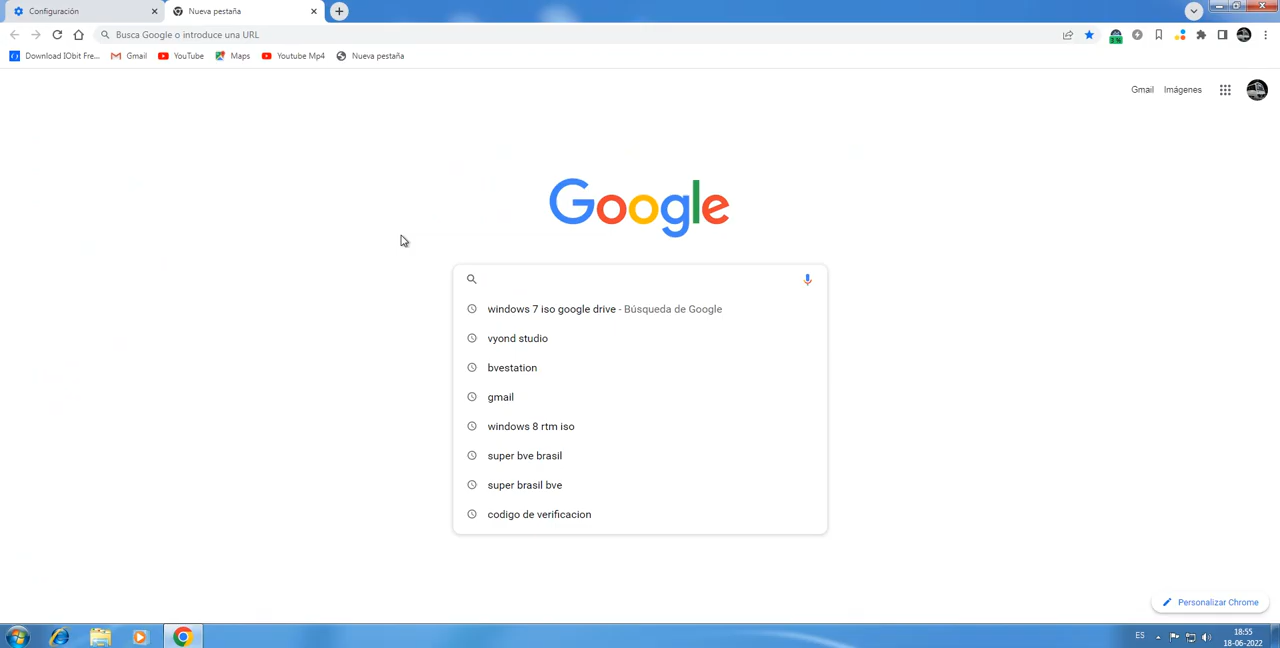 Configuración
Nueva pestaña
Busca Google o introduce una URL
Download IObit Fre...
Gmail
YouTube
Maps
Youtube Mp4
Nueva pestaña
Gmail
Imágenes
Google
windows 7 iso google drive - Búsqueda de Google
vyond studio
bvestation
gmail
windows 8 rtm iso
super bve brasil
super brasil bve
codigo de verificacion
Personalizar Chrome
ES
18:55
18-06-2022